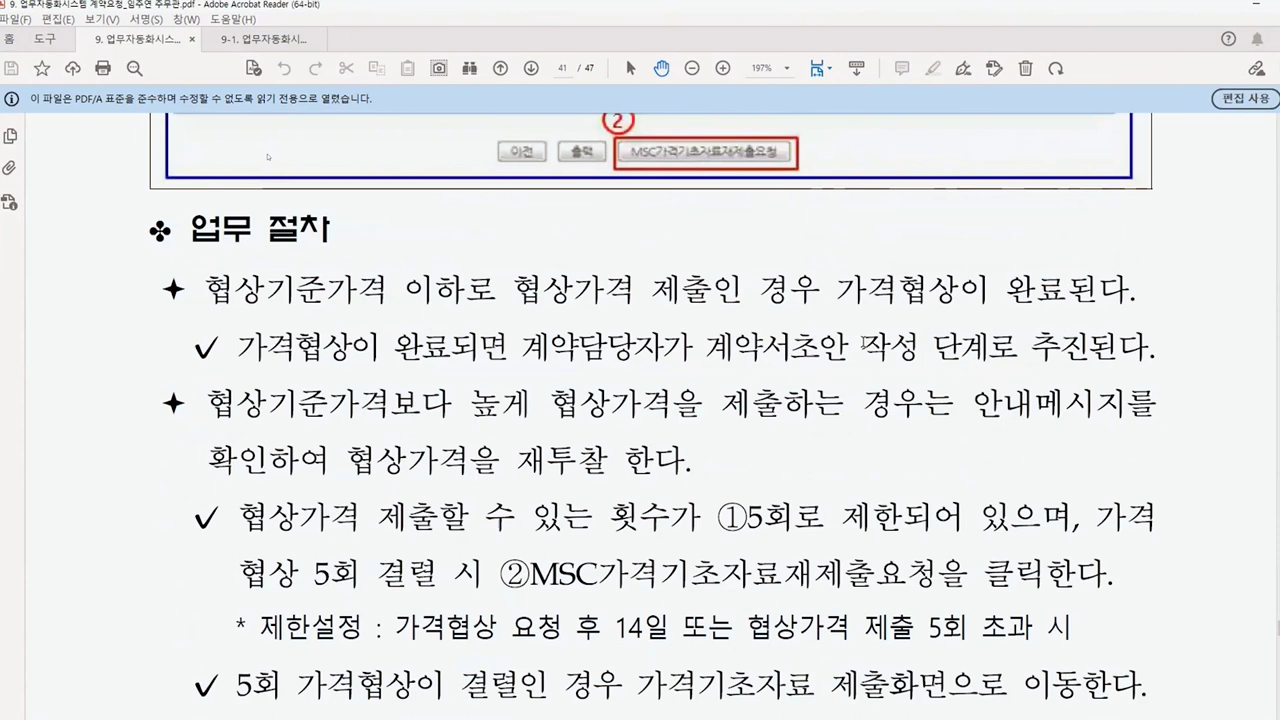 9. 업무자동화시스템 계약요청_임주연 주무관.pdf - Adobe Acrobat Reader (64-bit)
파일(F) 편집(E) 보기(V) 서명(S) 창(W) 도움말(H)
홈 도구 9. 업무자동화시스... × 9-1. 업무자동화시...
41 / 47 197%
이 파일은 PDF/A 표준을 준수하며 수정할 수 없도록 읽기 전용으로 열렸습니다. 편집 사용
②
이전 출력 MSC가격기초자료재제출요청
✤ 업무 절차
✦ 협상기준가격 이하로 협상가격 제출인 경우 가격협상이 완료된다.
✓ 가격협상이 완료되면 계약담당자가 계약서초안 작성 단계로 추진된다.
✦ 협상기준가격보다 높게 협상가격을 제출하는 경우는 안내메시지를
확인하여 협상가격을 재투찰 한다.
✓ 협상가격 제출할 수 있는 횟수가 ①5회로 제한되어 있으며, 가격
협상 5회 결렬 시 ②MSC가격기초자료재제출요청을 클릭한다.
* 제한설정 : 가격협상 요청 후 14일 또는 협상가격 제출 5회 초과 시
✓ 5회 가격협상이 결렬인 경우 가격기초자료 제출화면으로 이동한다.